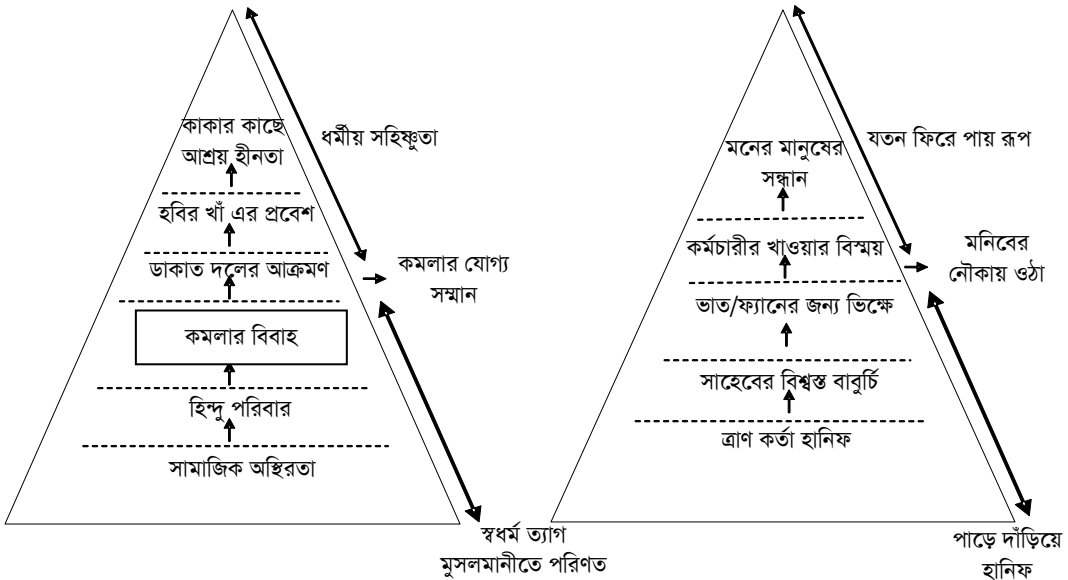 কাকার কাছে
আশ্রয় হীনতা
হবির খাঁ এর প্রবেশ
ডাকাত দলের আক্রমণ
কমলার বিবাহ
হিন্দু পরিবার
সামাজিক অস্থিরতা
ধর্মীয় সহিষ্ণুতা
কমলার যোগ্য
সম্মান
স্বধর্ম ত্যাগ
মুসলমানীতে পরিণত
মনের মানুষের
সন্ধান
কর্মচারীর খাওয়ার বিস্ময়
ভাত/ফ্যানের জন্য ভিক্ষে
সাহেবের বিশ্বস্ত বাবুর্চি
ত্রাণ কর্তা হানিফ
যতন ফিরে পায় রূপ
মনিবের
নৌকায় ওঠা
পাড়ে দাঁড়িয়ে
হানিফ